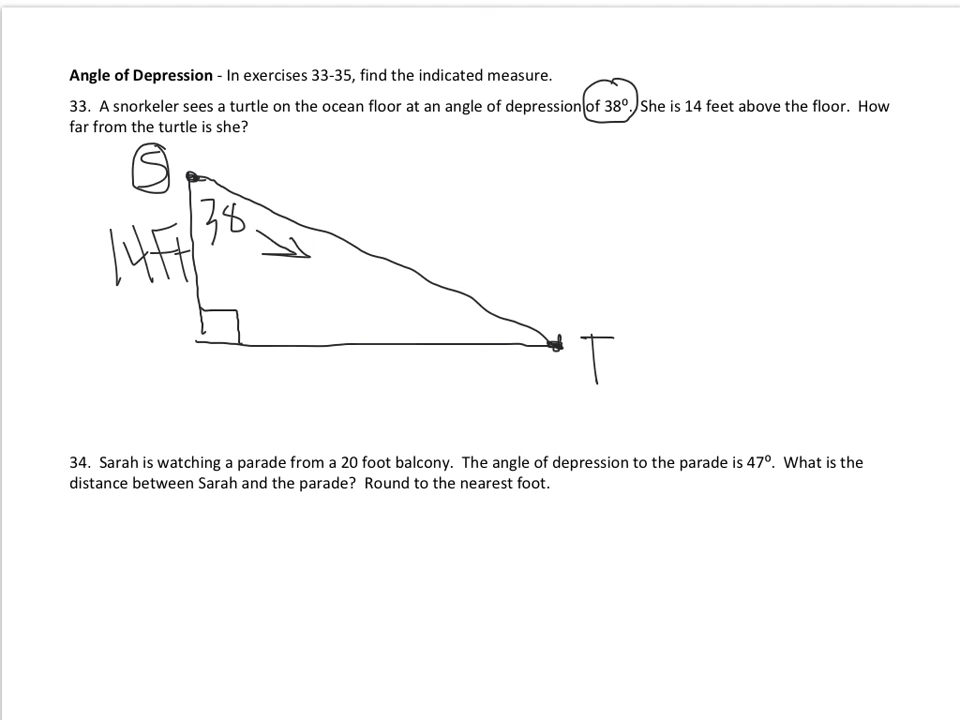 Angle of Depression - In exercises 33-35, find the indicated measure.
33.  A snorkeler sees a turtle on the ocean floor at an angle of depression of 38º.  She is 14 feet above the floor.  How
far from the turtle is she?
S
38
14Ft
T
34.  Sarah is watching a parade from a 20 foot balcony.  The angle of depression to the parade is 47º.  What is the
distance between Sarah and the parade?  Round to the nearest foot.